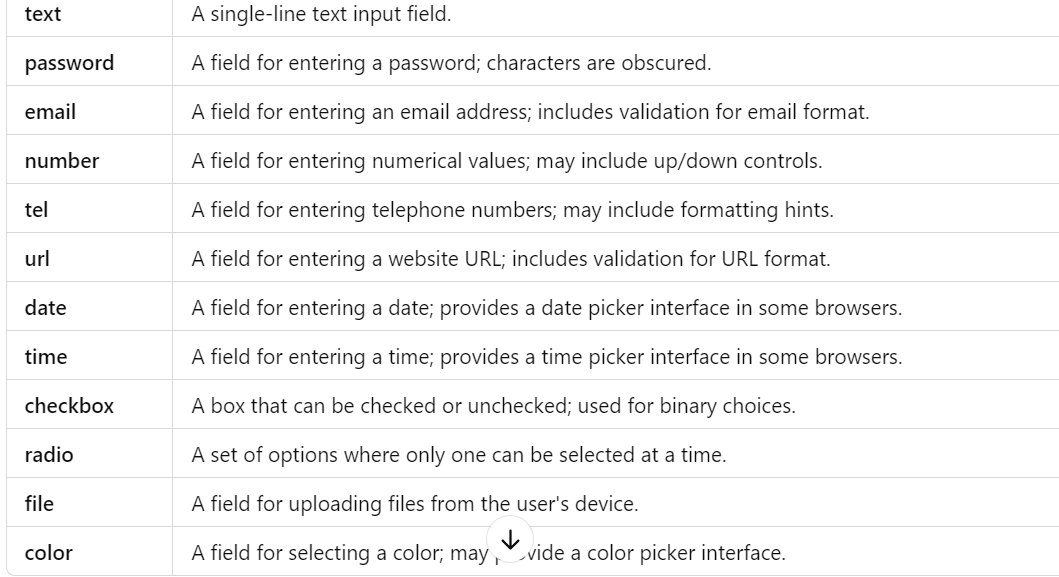 text A single-line text input field.
password A field for entering a password; characters are obscured.
email A field for entering an email address; includes validation for email format.
number A field for entering numerical values; may include up/down controls.
tel A field for entering telephone numbers; may include formatting hints.
url A field for entering a website URL; includes validation for URL format.
date A field for entering a date; provides a date picker interface in some browsers.
time A field for entering a time; provides a time picker interface in some browsers.
checkbox A box that can be checked or unchecked; used for binary choices.
radio A set of options where only one can be selected at a time.
file A field for uploading files from the user's device.
color A field for selecting a color; may a color picker interface.